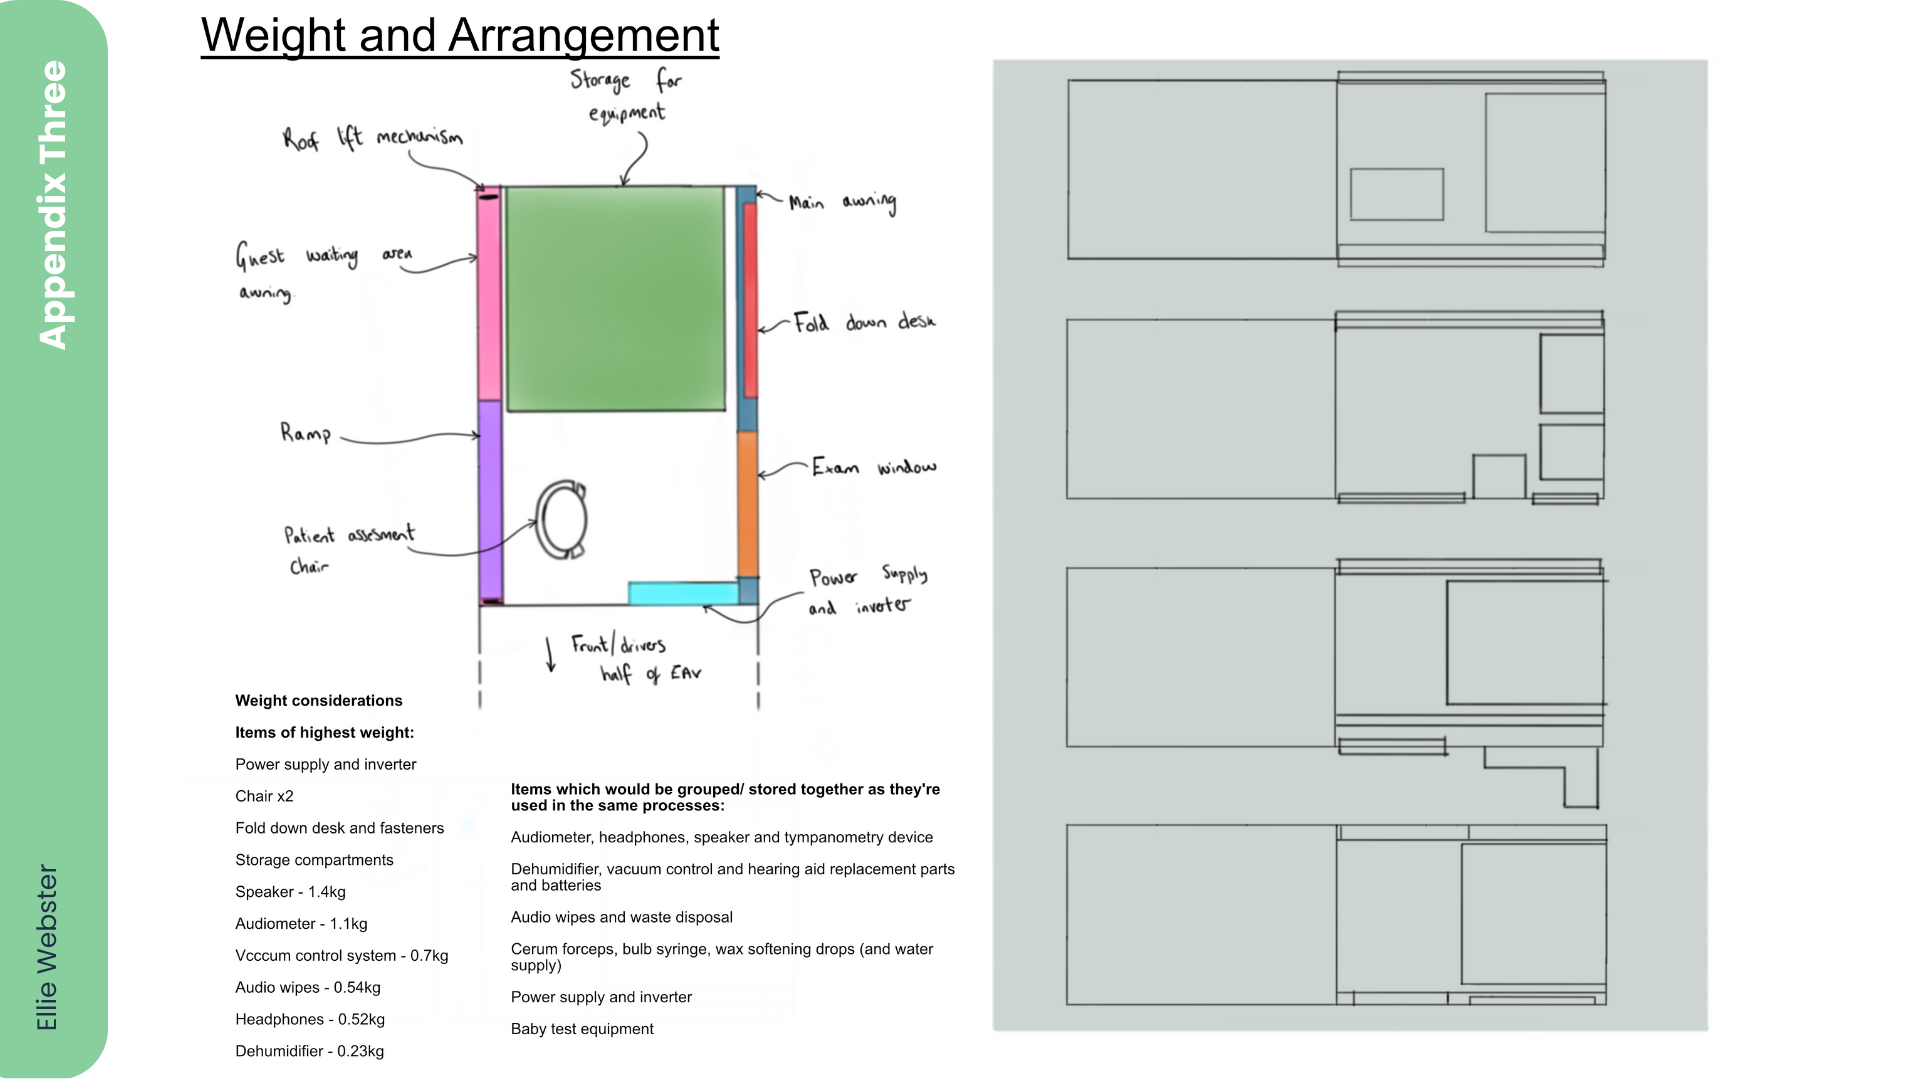 Appendix Three
Ellie Webster
Weight and Arrangement
Storage for
equipment
Roof lift mechanism
Main awning
Guest waiting area
awning.
Fold down desk
Ramp
Exam window
Patient assesment
Chair
Power Supply
and inverter
Front/drivers
half of EAV
Weight considerations
Items of highest weight:
Power supply and inverter
Chair x2
Fold down desk and fasteners
Storage compartments
Speaker - 1.4kg
Audiometer - 1.1kg
Vcccum control system - 0.7kg
Audio wipes - 0.54kg
Headphones - 0.52kg
Dehumidifier - 0.23kg
Items which would be grouped/ stored together as they're
used in the same processes:
Audiometer, headphones, speaker and tympanometry device
Dehumidifier, vacuum control and hearing aid replacement parts
and batteries
Audio wipes and waste disposal
Cerum forceps, bulb syringe, wax softening drops (and water
supply)
Power supply and inverter
Baby test equipment